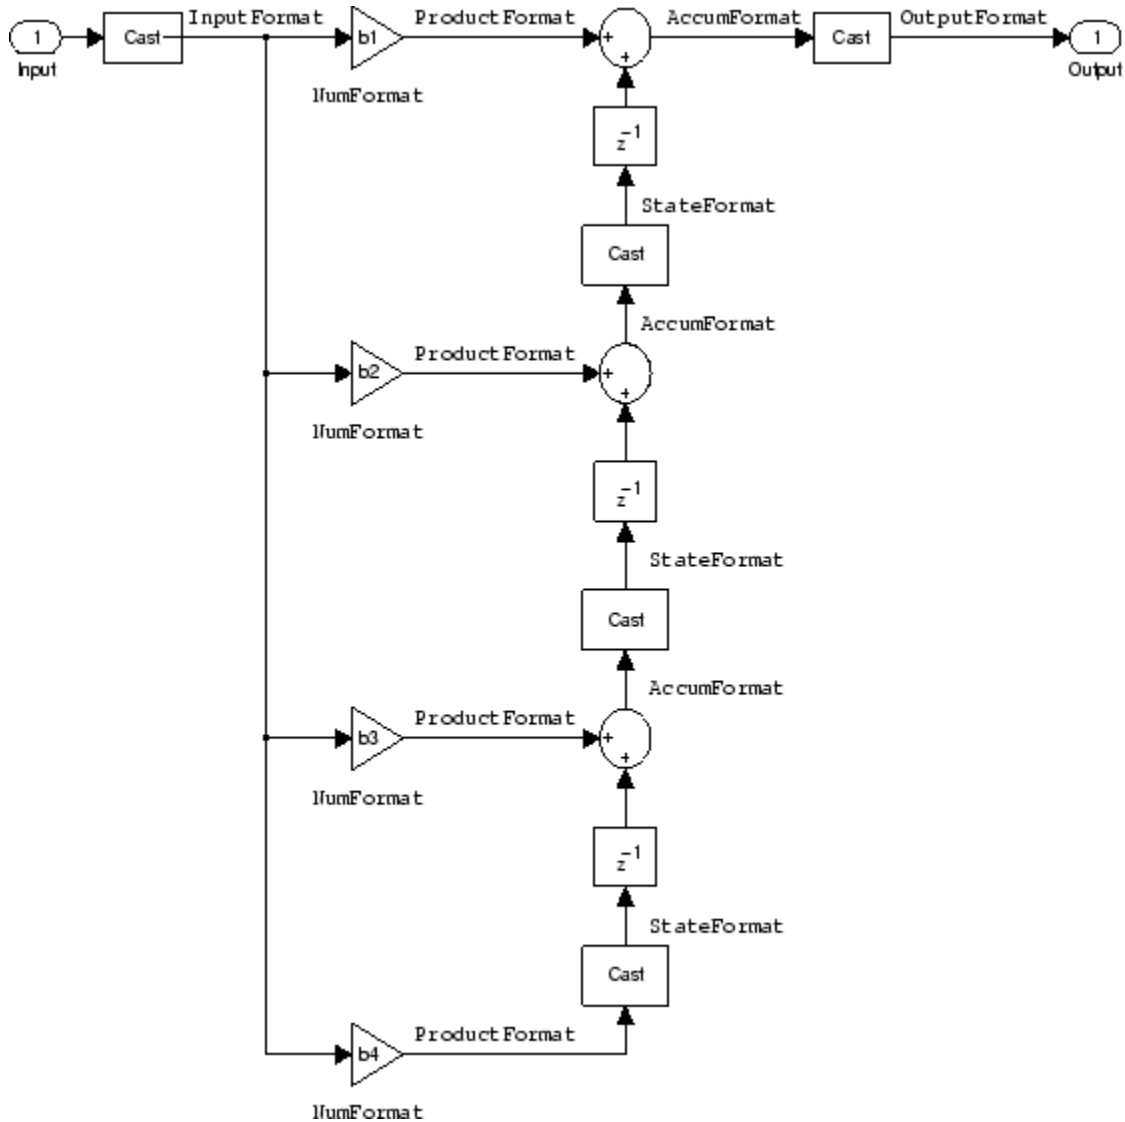 InputFormat
ProductFormat
AccumFormat
OutputFormat
1
Cast
b1
+
+
Cast
1
Input
Output
NumFormat
z-1
StateFormat
Cast
AccumFormat
ProductFormat
b2
+
+
NumFormat
z-1
StateFormat
Cast
AccumFormat
ProductFormat
b3
+
+
NumFormat
z-1
StateFormat
Cast
ProductFormat
b4
NumFormat